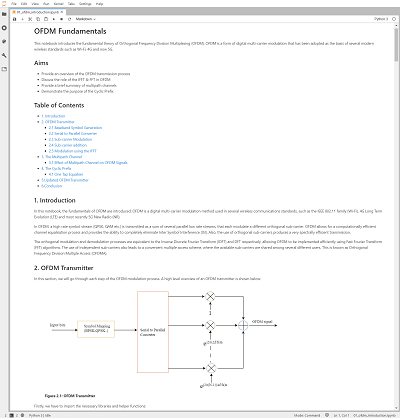 File Edit View Run Kernel Tabs Settings Help
01_ofdm_introduction.ipynb
Markdown
Python 3
OFDM Fundamentals
This notebook introduces the fundamental theory of Orthogonal Frequency Division Multiplexing (OFDM). OFDM is a form of digital multi-carrier modulation that has been adopted as the basis of several modern
wireless standards such as Wi-Fi, 4G and now 5G.
Aims
Provide an overview of the OFDM transmission process
Discuss the role of the IFFT & FFT in OFDM
Provide a brief summary of multipath channels
Demonstrate the purpose of the Cyclic Prefix
Table of Contents
1. Introduction
2. OFDM Transmitter
2.1 Baseband Symbol Generation
2.2 Serial to Parallel Converter
2.3 Sub-carrier Modulation
2.4 Sub-carrier addition
2.5 Modulation using the IFFT
3. The Multipath Channel
3.1 Effect of Multipath Channel on OFDM Signals
4. The Cyclic Prefix
4.1 One Tap Equalizer
5. Updated OFDM Transmitter
6. Conclusion
1. Introduction
In this notebook, the fundamentals of OFDM are introduced. OFDM is a digital multi-carrier modulation method used in several wireless communications standards, such as the IEEE 802.11 family (Wi-Fi), 4G Long Term
Evolution (LTE) and most recently 5G New Radio (NR).
In OFDM, a high rate symbol stream (BPSK, QAM etc.) is transmitted as a sum of several parallel low rate streams, that each modulate a different orthogonal sub-carrier. OFDM allows for a computationally efficient
channel equalisation process and provides the ability to completely eliminate Inter Symbol Interference (ISI). Also, the use of orthogonal sub-carriers produces a very spectrally efficient transmission.
The orthogonal modulation and demodulation processes are equivalent to the Inverse Discrete Fourier Transform (IDFT) and DFT respectively, allowing OFDM to be implemented efficiently using Fast Fourier Transform
(FFT) algorithms. The use of independent sub-carriers also leads to a convenient multiple access scheme, where the available sub-carriers are shared among several different users. This is known as Orthogonal
Frequency Division Multiple Access (OFDMA).
2. OFDM Transmitter
In this section, we will go through each step of the OFDM modulation process. A high level overview of an OFDM transmitter is shown below:
Input bits
Symbol Mapping
(BPSK,QPSK..)
Serial to Parallel
Converter
OFDM signal
Figure 2.1: OFDM Transmitter
Firstly, we have to import the necessary libraries and helper functions:
Python 3 | Idle
Mode: Command
Ln 1, Col 1
01_ofdm_introduction.ipynb